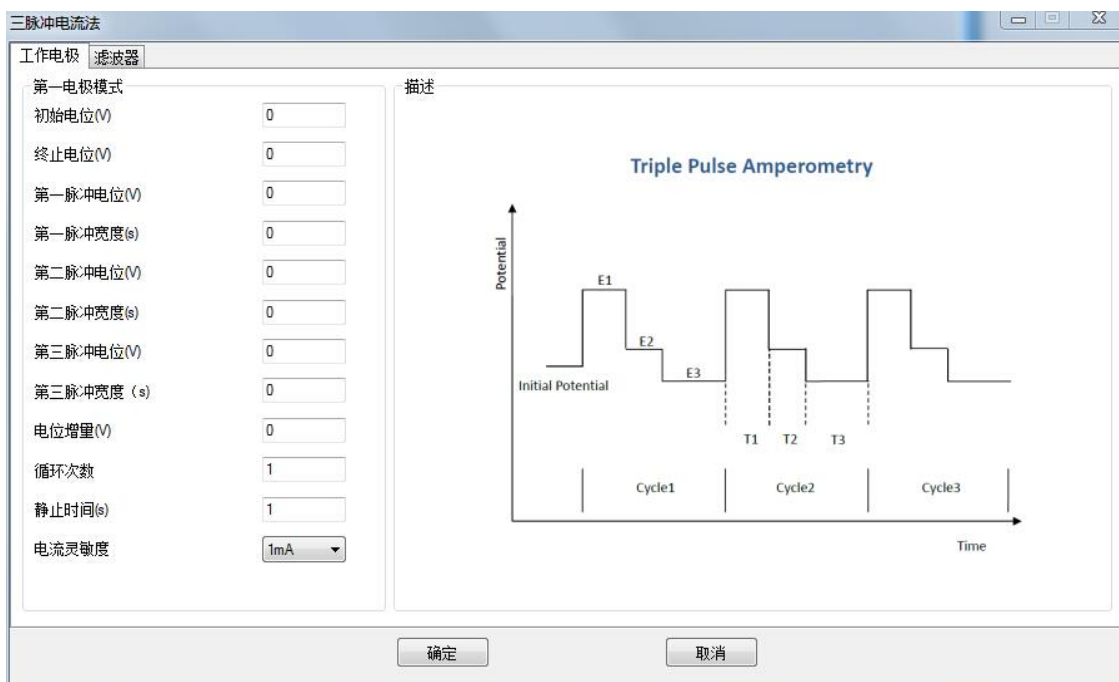 三脉冲电流法
工作电极 滤波器
第一电极模式
初始电位(V) 0
终止电位(V) 0
第一脉冲电位(V) 0
第一脉冲宽度(s) 0
第二脉冲电位(V) 0
第二脉冲宽度(s) 0
第三脉冲电位(V) 0
第三脉冲宽度（s） 0
电位增量(V) 0
循环次数 1
静止时间(s) 1
电流灵敏度 1mA
描述
Triple Pulse Amperometry
Potential
E1
E2
E3
Initial Potential
T1 T2 T3
Cycle1 Cycle2 Cycle3
Time
确定 取消